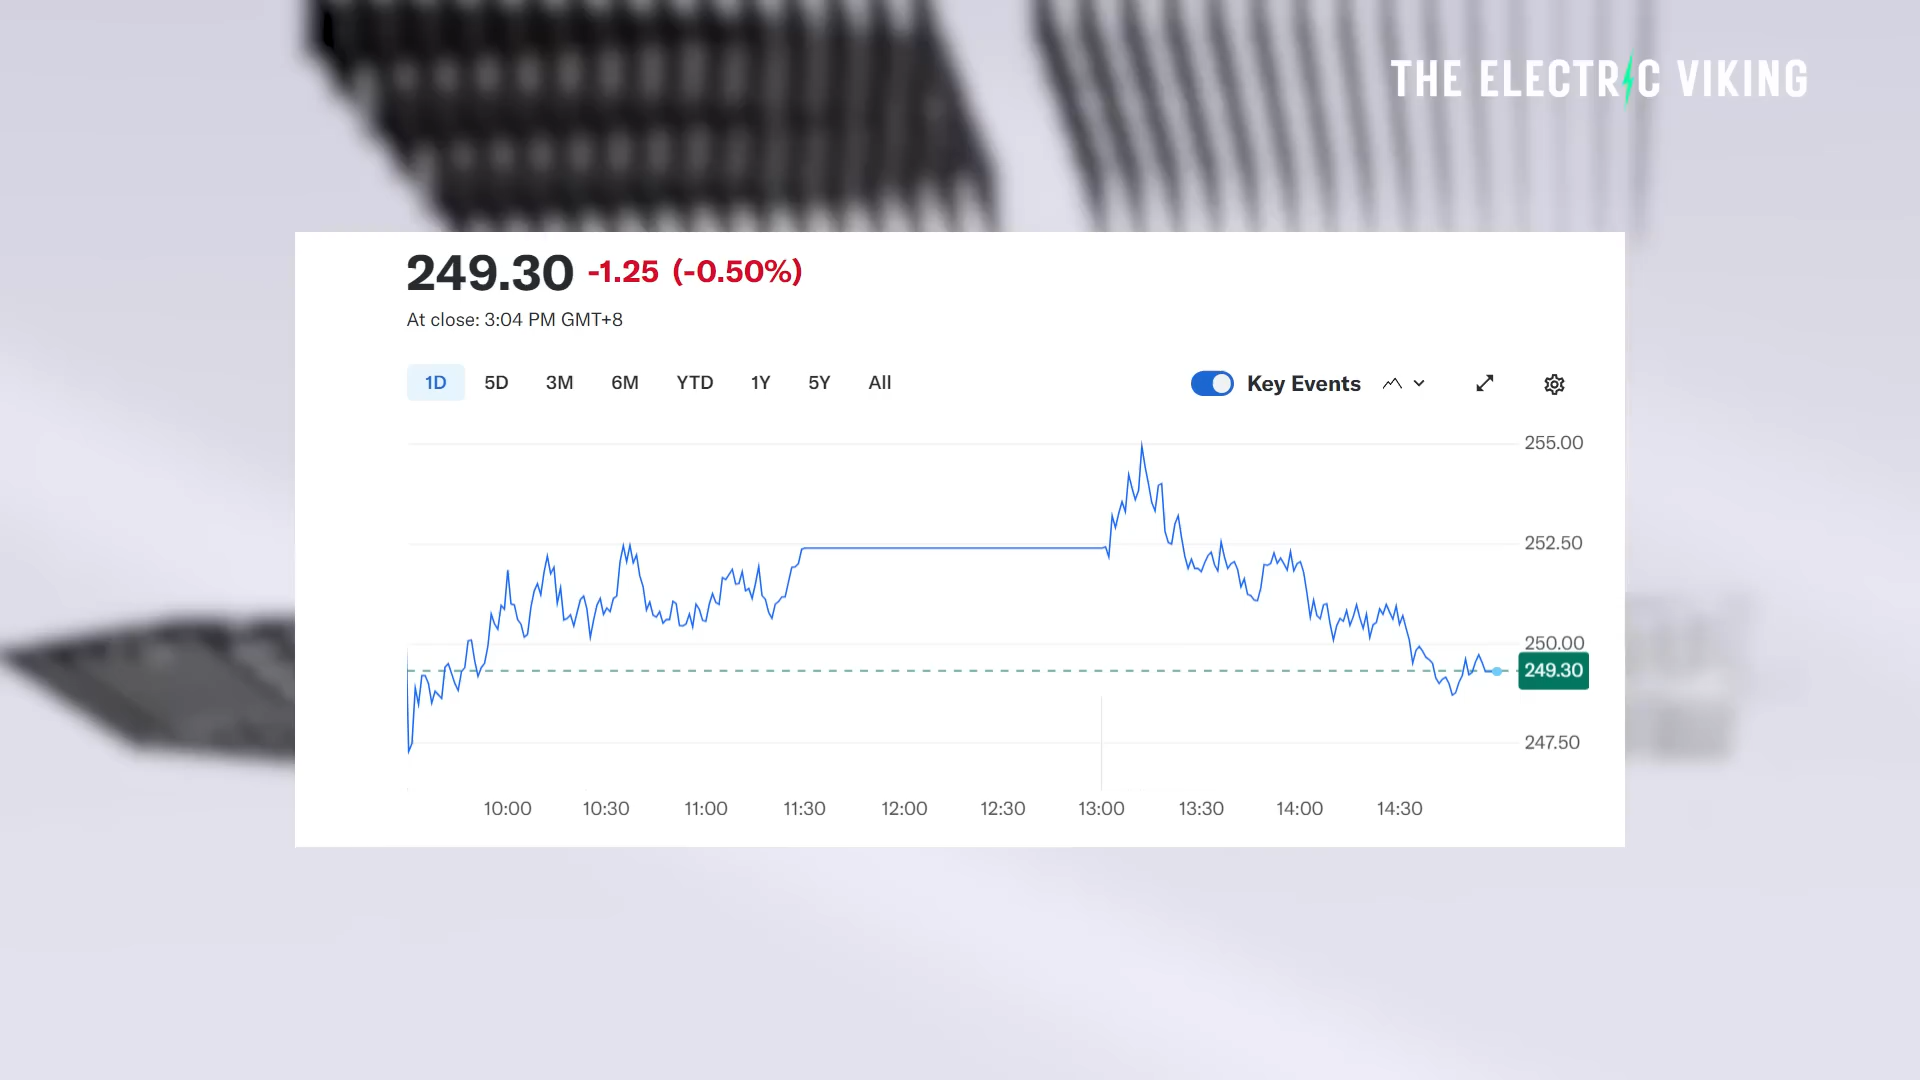 THE ELECTRIC VIKING
249.30 -1.25 (-0.50%)
At close: 3:04 PM GMT+8
1D 5D 3M 6M YTD 1Y 5Y All Key Events
255.00
252.50
250.00
249.30
247.50
10:00 10:30 11:00 11:30 12:00 12:30 13:00 13:30 14:00 14:30